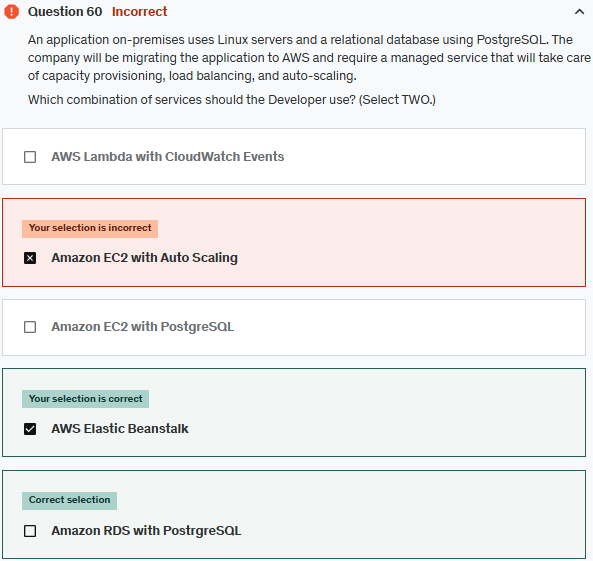 Question 60 Incorrect
An application on-premises uses Linux servers and a relational database using PostgreSQL. The
company will be migrating the application to AWS and require a managed service that will take care
of capacity provisioning, load balancing, and auto-scaling.
Which combination of services should the Developer use? (Select TWO.)
AWS Lambda with CloudWatch Events
Your selection is incorrect
Amazon EC2 with Auto Scaling
Amazon EC2 with PostgreSQL
Your selection is correct
AWS Elastic Beanstalk
Correct selection
Amazon RDS with PostrgreSQL